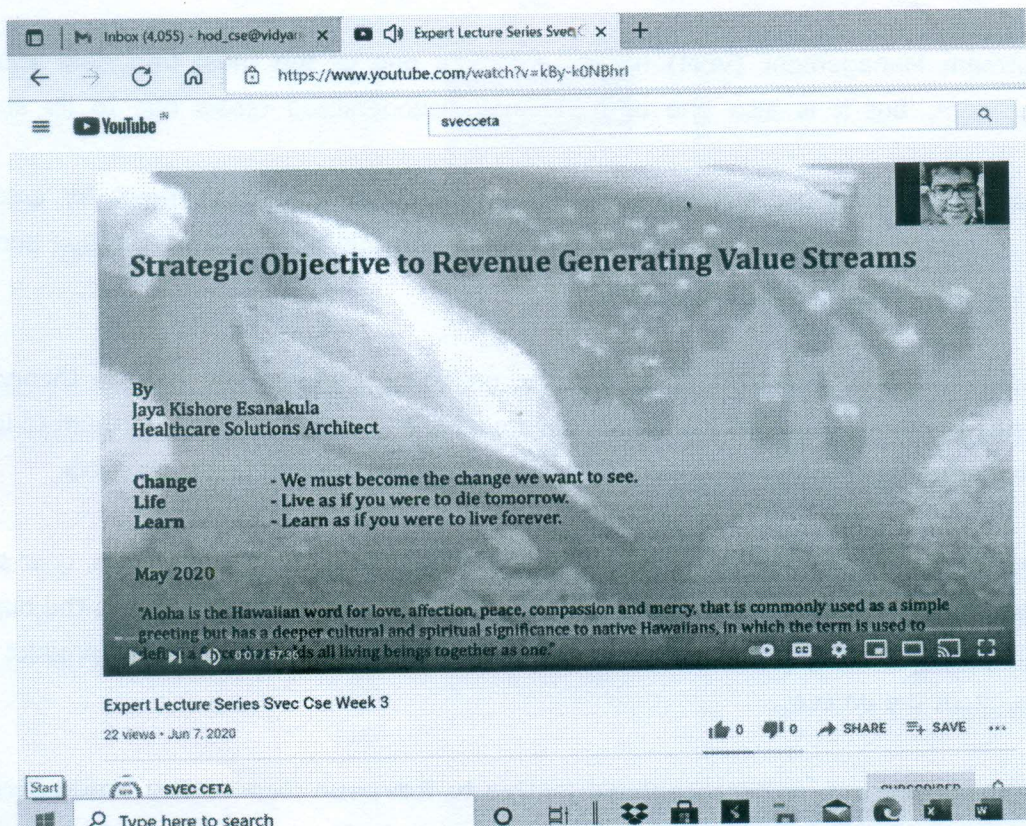 Inbox (4,055) - hod_cse@vidya
Expert Lecture Series Svec C
https://www.youtube.com/watch?v=kBy-k0NBhrI
YouTube IN
svecceta
Strategic Objective to Revenue Generating Value Streams
By
Jaya Kishore Esanakula
Healthcare Solutions Architect
Change - We must become the change we want to see.
Life - Live as if you were to die tomorrow.
Learn - Learn as if you were to live forever.
May 2020
"Aloha is the Hawaiian word for love, affection, peace, compassion and mercy, that is commonly used as a simple
greeting but has a deeper cultural and spiritual significance to native Hawaiians, in which the term is used to
all living beings together as one."
CC
Expert Lecture Series Svec Cse Week 3
22 views • Jun 7, 2020
0 0 SHARE SAVE
Start
SVEC CETA
SUBSCRIBED
Type here to search